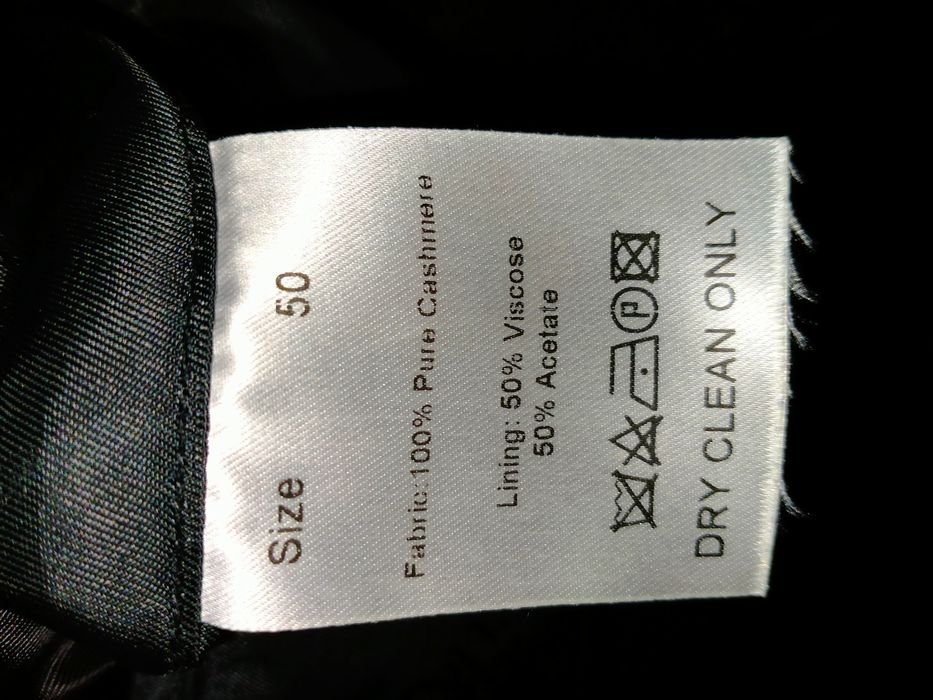 Size 50
Fabric:100% Pure Cashmere
Lining: 50% Viscose
50% Acetate
P
DRY CLEAN ONLY